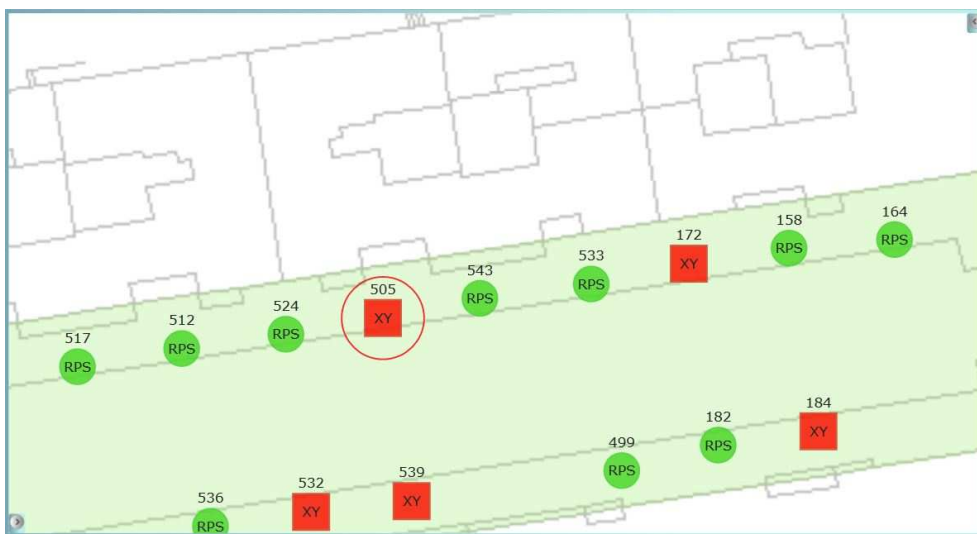 164
RPS
158
RPS
172
XY
533
RPS
543
RPS
505
XY
524
RPS
512
RPS
517
RPS
184
XY
182
RPS
499
RPS
539
XY
532
XY
536
RPS